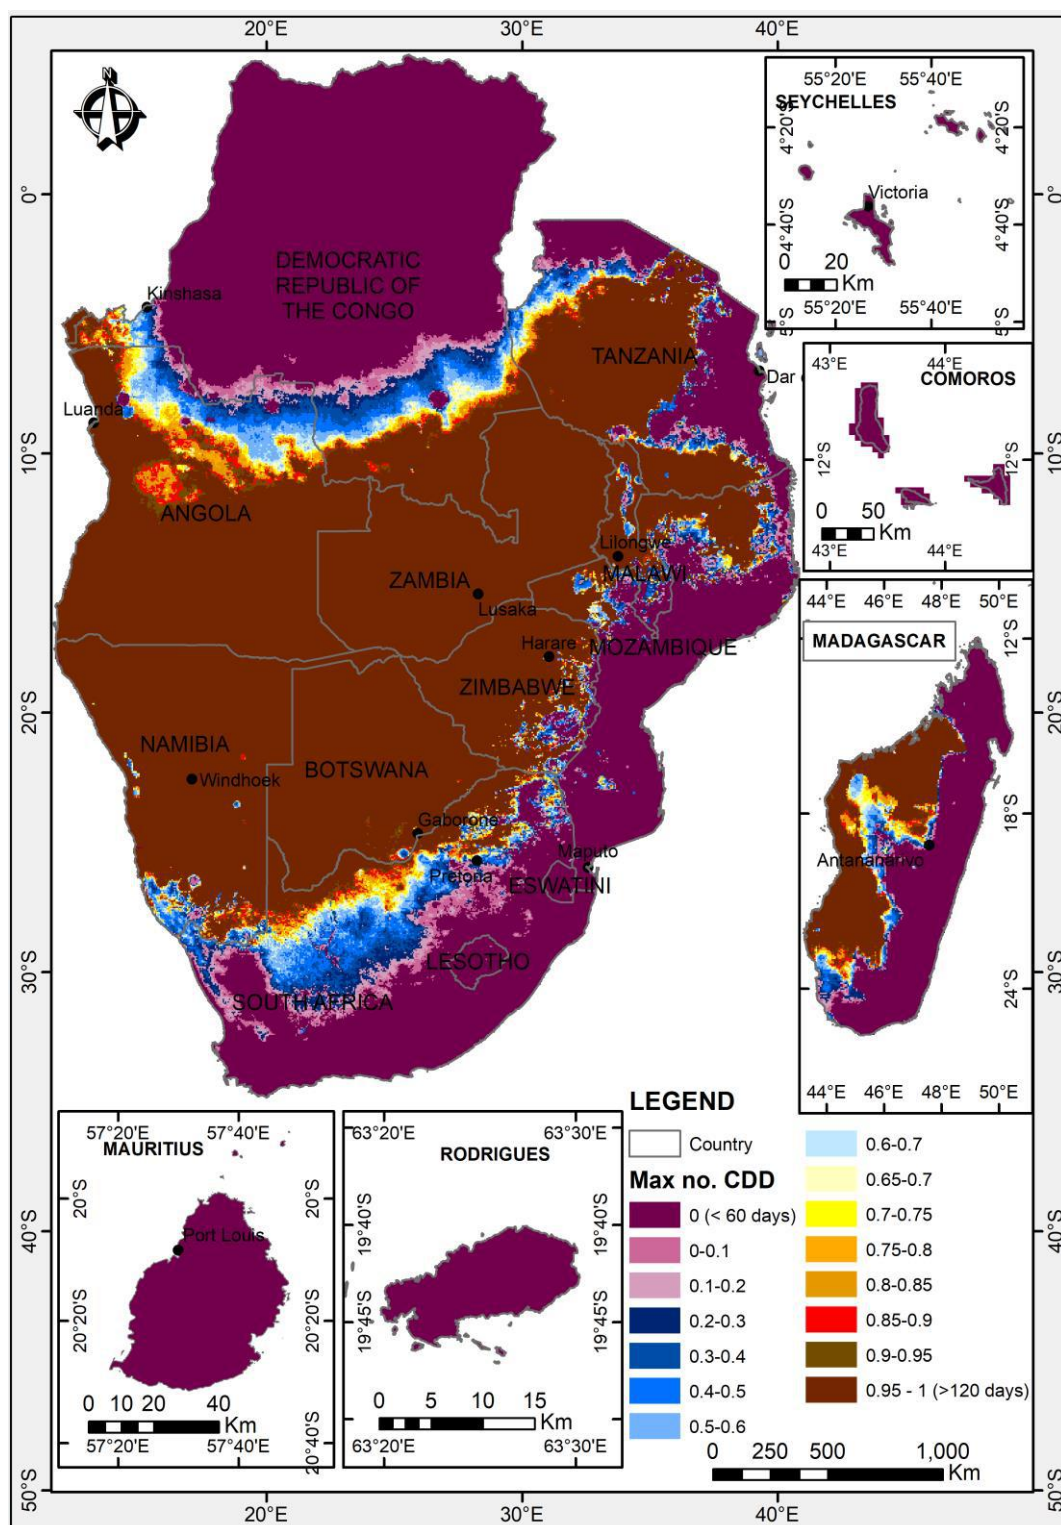 20°E 30°E 40°E
N
0°
10°S
20°S
30°S
40°S
50°S
0°
10°S
20°S
30°S
40°S
50°S
20°E 30°E 40°E
DEMOCRATIC
REPUBLIC OF
THE CONGO
Kinshasa
TANZANIA
Dar
Luanda
ANGOLA
Lilongwe
MALAWI
ZAMBIA
Lusaka
Harare
MOZAMBIQUE
ZIMBABWE
NAMIBIA
Windhoek
BOTSWANA
Gaborone
Pretoria
Maputo
ESWATINI
LESOTHO
SOUTH AFRICA
55°20'E 55°40'E
SEYCHELLES
4°20'S
4°40'S
5°S
4°20'S
4°40'S
5°S
Victoria
0 20
Km
55°20'E 55°40'E
43°E 44°E
COMOROS
12°S
12°S
0 50
Km
43°E 44°E
44°E 46°E 48°E 50°E
MADAGASCAR
12°S
18°S
24°S
Antananarivo
44°E 46°E 48°E 50°E
57°20'E 57°40'E
MAURITIUS
20°S
20°20'S
20°S
20°20'S
20°40'S
Port Louis
0 10 20 40
Km
57°20'E 57°40'E
63°20'E 63°30'E
RODRIGUES
19°40'S
19°45'S
19°40'S
19°45'S
0 5 10 15
Km
63°20'E 63°30'E
LEGEND
Country
Max no. CDD
0 (< 60 days)
0-0.1
0.1-0.2
0.2-0.3
0.3-0.4
0.4-0.5
0.5-0.6
0.6-0.7
0.65-0.7
0.7-0.75
0.75-0.8
0.8-0.85
0.85-0.9
0.9-0.95
0.95 - 1 (>120 days)
0 250 500 1,000
Km